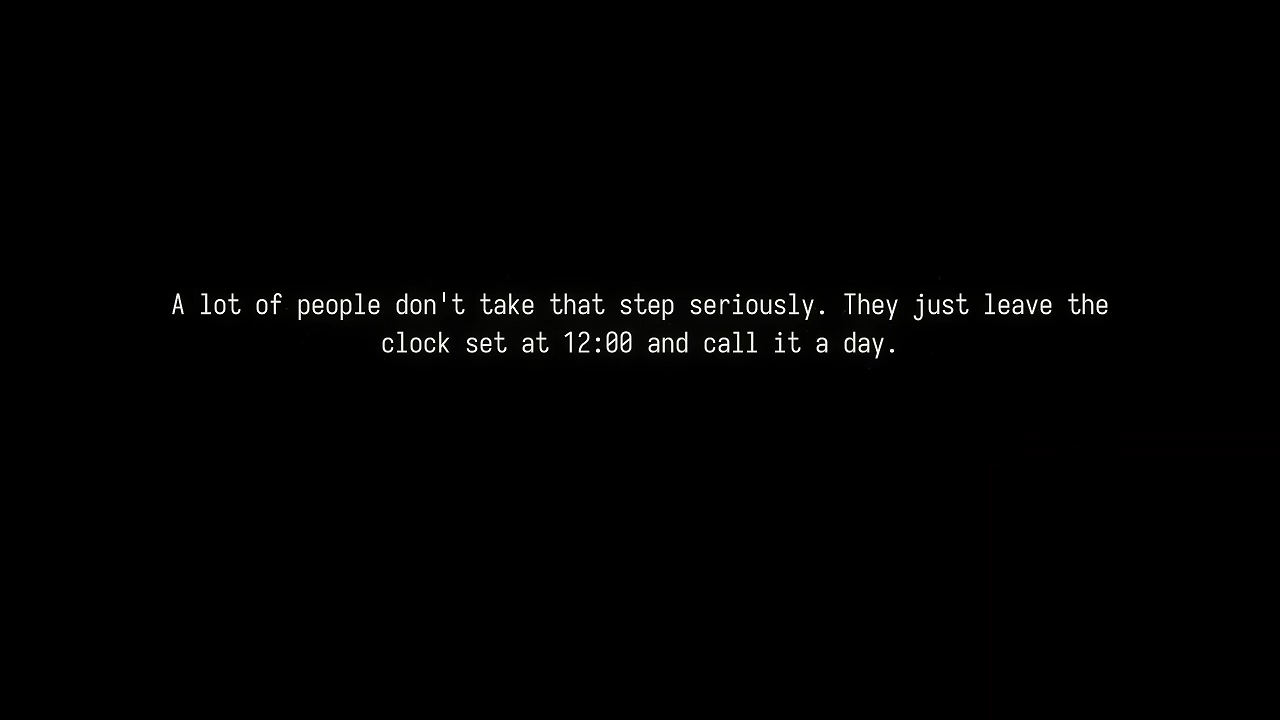 A lot of people don't take that step seriously. They just leave the
clock set at 12:00 and call it a day.